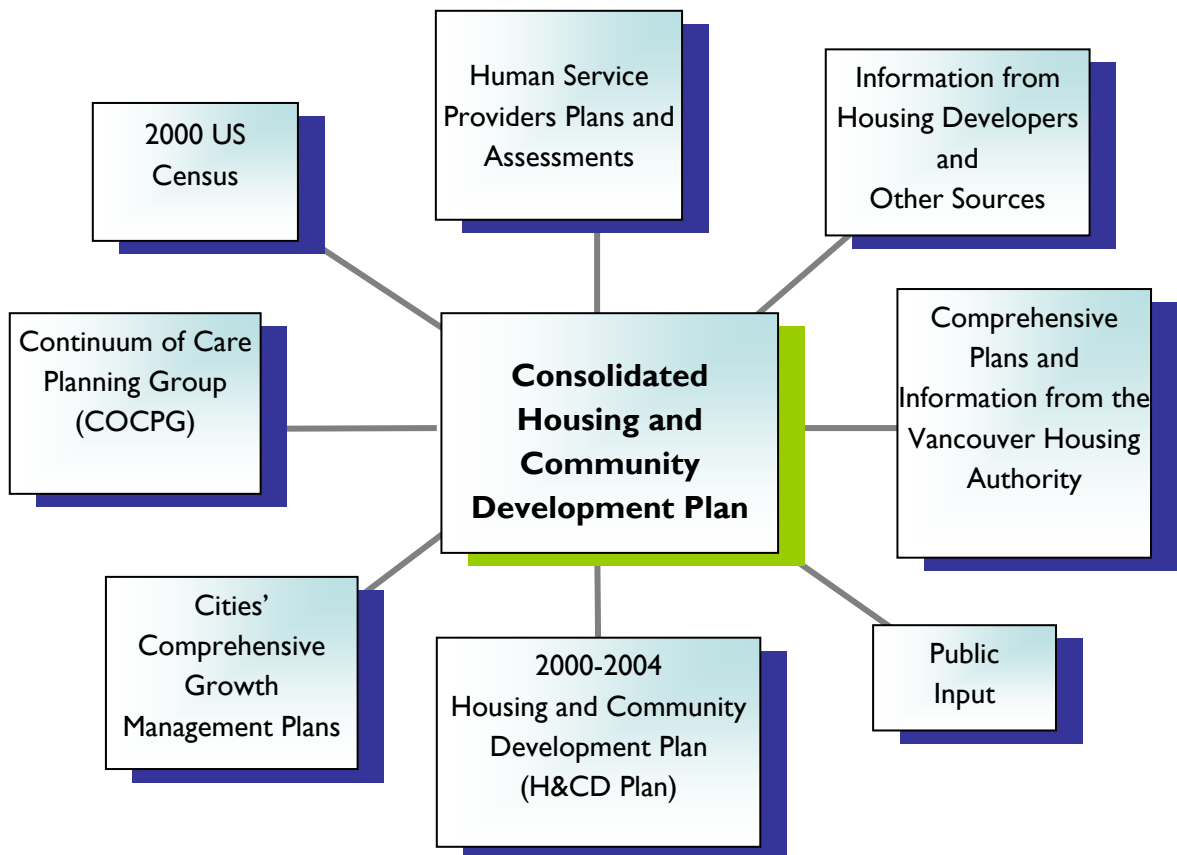 Human Service
Providers Plans and
Assessments
Information from
Housing Developers
and
Other Sources
2000 US
Census
Continuum of Care
Planning Group
(COCPG)
Consolidated
Housing and
Community
Development Plan
Comprehensive
Plans and
Information from the
Vancouver Housing
Authority
Cities’
Comprehensive
Growth
Management Plans
2000-2004
Housing and Community
Development Plan
(H&CD Plan)
Public
Input